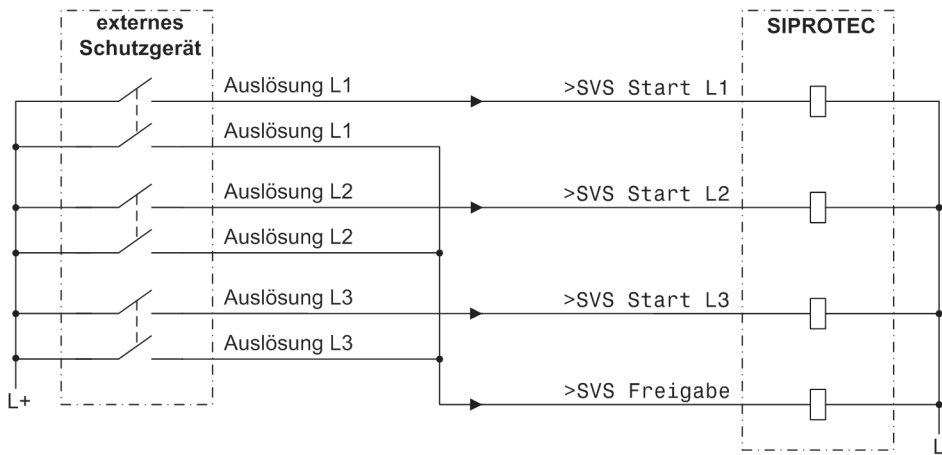 externes
Schutzgerät
SIPROTEC
Auslösung L1
>SVS Start L1
Auslösung L1
Auslösung L2
>SVS Start L2
Auslösung L2
Auslösung L3
>SVS Start L3
Auslösung L3
>SVS Freigabe
L+
L